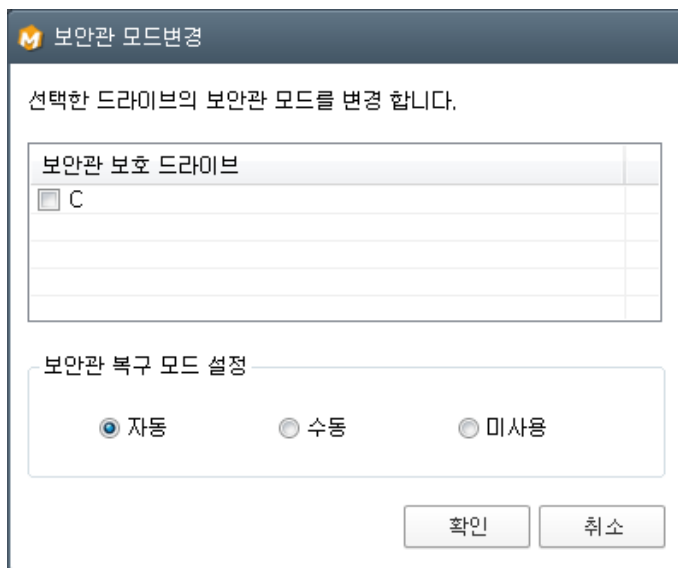 보안관 모드변경
선택한 드라이브의 보안관 모드를 변경 합니다.
보안관 보호 드라이브
C
보안관 복구 모드 설정
자동 수동 미사용
확인 취소